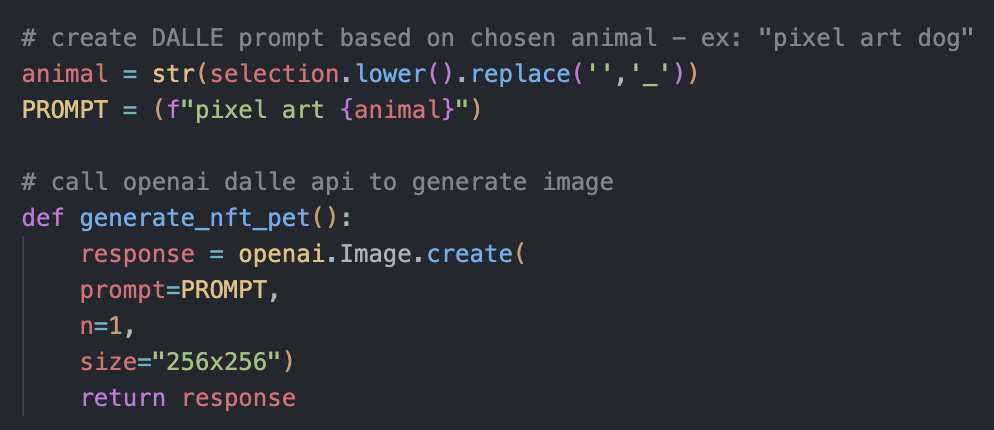 # create DALLE prompt based on chosen animal – ex: "pixel art dog"
animal = str(selection.lower().replace('','_'))
PROMPT = (f"pixel art {animal}")
# call openai dalle api to generate image
def generate_nft_pet():
response = openai.Image.create(
prompt=PROMPT,
n=1,
size="256x256")
return response